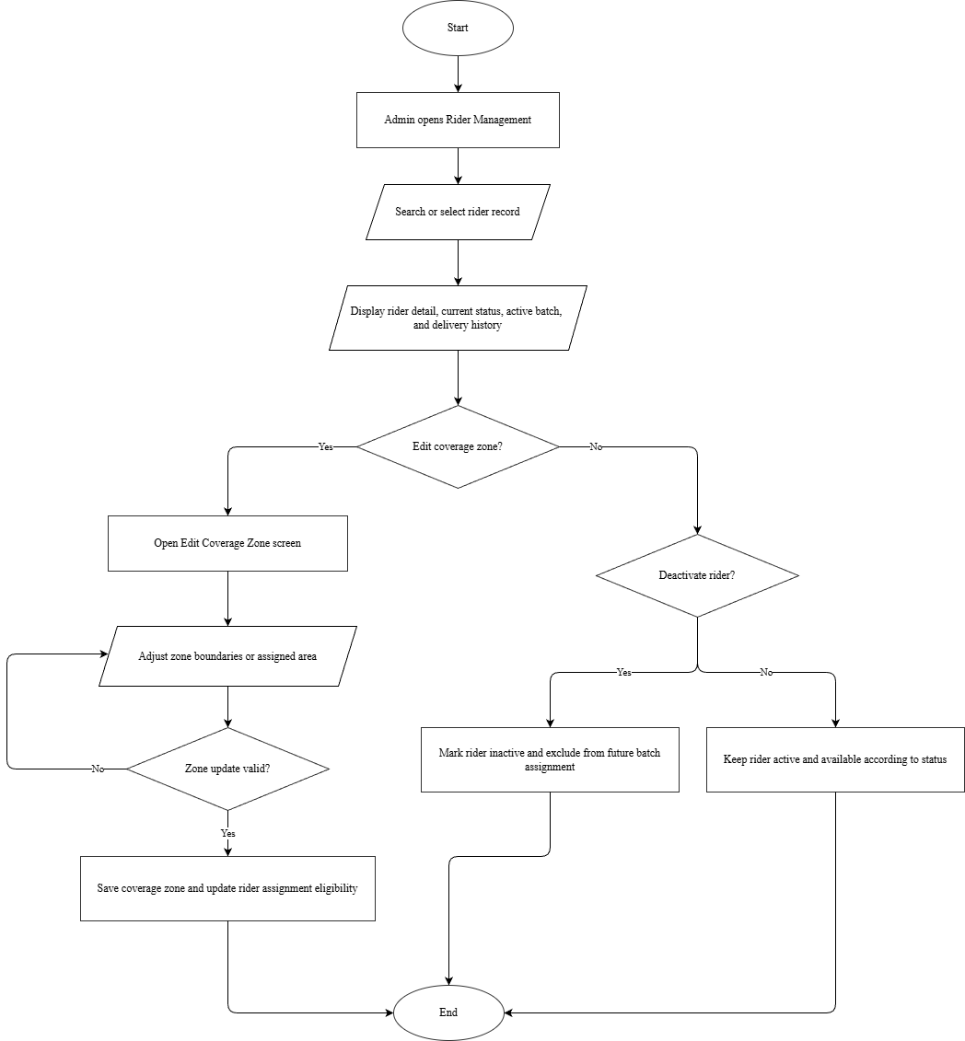 Start
Admin opens Rider Management
Search or select rider record
Display rider detail, current status, active batch,
and delivery history
Edit coverage zone?
Yes
No
Open Edit Coverage Zone screen
Deactivate rider?
Adjust zone boundaries or assigned area
Yes
No
Mark rider inactive and exclude from future batch
assignment
Keep rider active and available according to status
Zone update valid?
No
Yes
Save coverage zone and update rider assignment eligibility
End